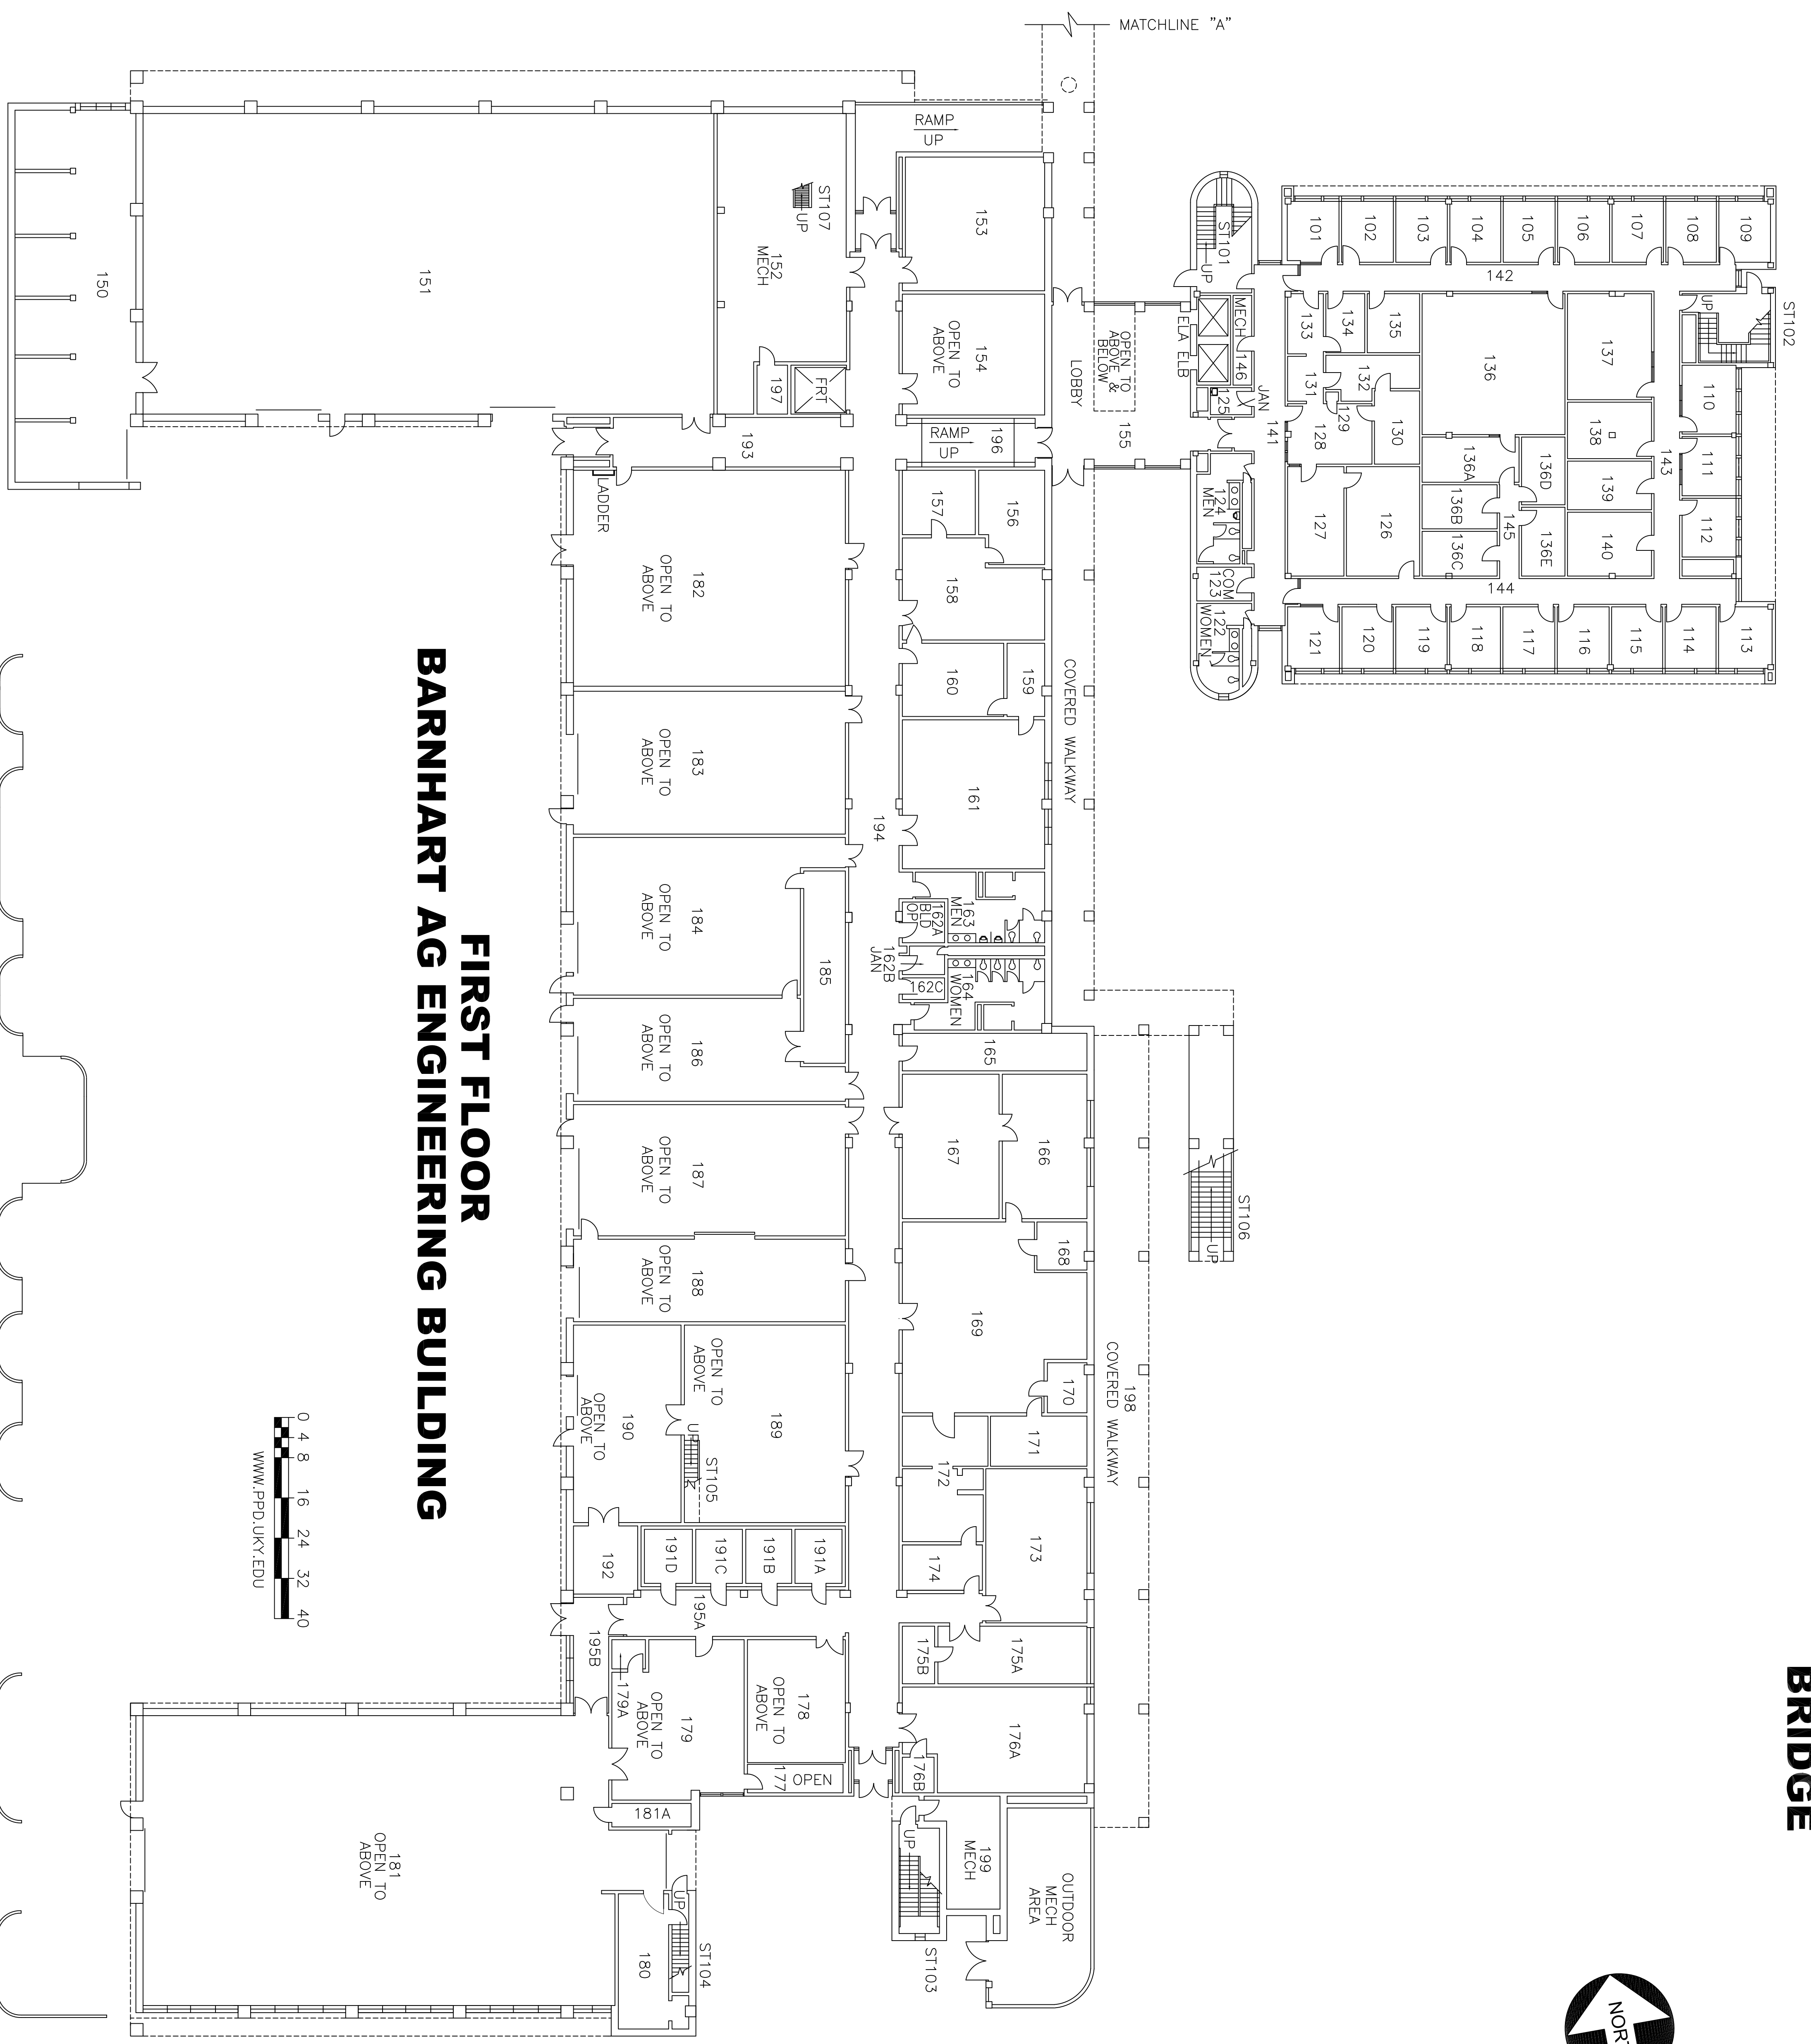 MATCHLINE "A"
RAMP
UP
ST107
UP
152
MECH
153
154
OPEN TO
ABOVE
150
151
197
FRT
193
RAMP
UP
196
LOBBY
OPEN TO
ABOVE &
BELOW
155
ST101
UP
MECH
146
ELA ELB
JAN
125
141
101
102
103
104
105
106
107
108
109
142
ST102
UP
133
134
135
136
137
110
131
132
129
130
128
138
143
111
136A
136D
139
112
136B
145
127
126
136C
136E
140
144
124
MEN
COM
123
122
WOMEN
121
120
119
118
117
116
115
114
113
LADDER
182
OPEN TO
ABOVE
157
156
158
160
159
COVERED WALKWAY
183
OPEN TO
ABOVE
161
194
184
OPEN TO
ABOVE
185
163
MEN
162A
BLD
OP
162B
JAN
162C
164
WOMEN
186
OPEN TO
ABOVE
165
187
OPEN TO
ABOVE
167
166
ST106
UP
188
OPEN TO
ABOVE
168
169
170
198
COVERED WALKWAY
OPEN TO
ABOVE
189
UP
ST105
190
OPEN TO
ABOVE
171
172
173
174
192
191D
191C
191B
191A
195A
195B
175B
175A
179A
179
OPEN TO
ABOVE
178
OPEN TO
ABOVE
177
OPEN
176A
176B
181A
181
OPEN TO
ABOVE
UP
180
ST104
UP
199
MECH
ST103
OUTDOOR
MECH
AREA
FIRST FLOOR
BARNHART AG ENGINEERING BUILDING
0 4 8 16 24 32 40
WWW.PPD.UKY.EDU
BRIDGE